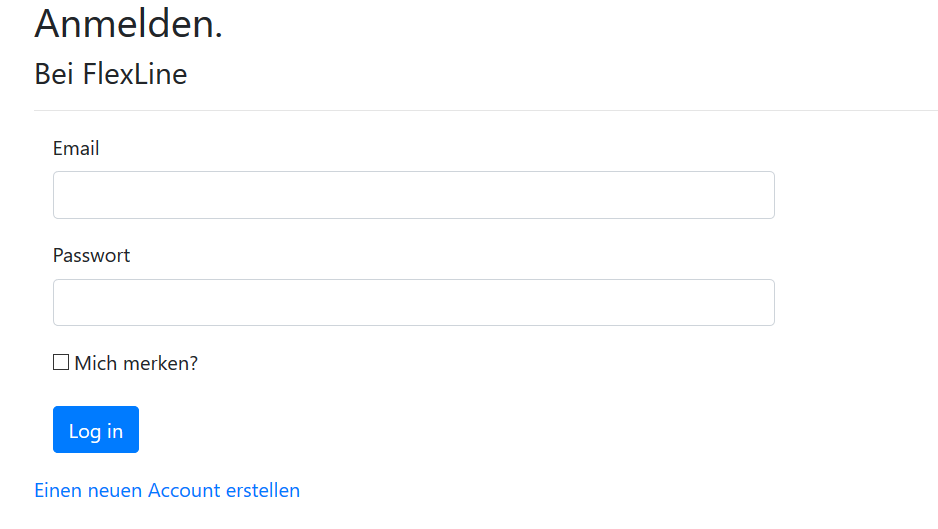 Anmelden.
Bei FlexLine
Email
Passwort
Mich merken?
Log in
Einen neuen Account erstellen